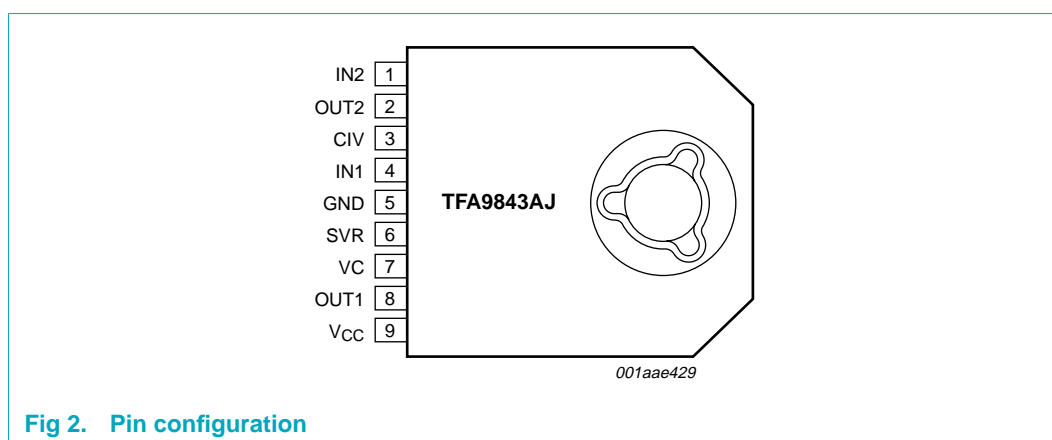 IN2 1
OUT2 2
CIV 3
IN1 4
GND 5
SVR 6
VC 7
OUT1 8
VCC 9
TFA9843AJ
001aae429
Fig 2. Pin configuration